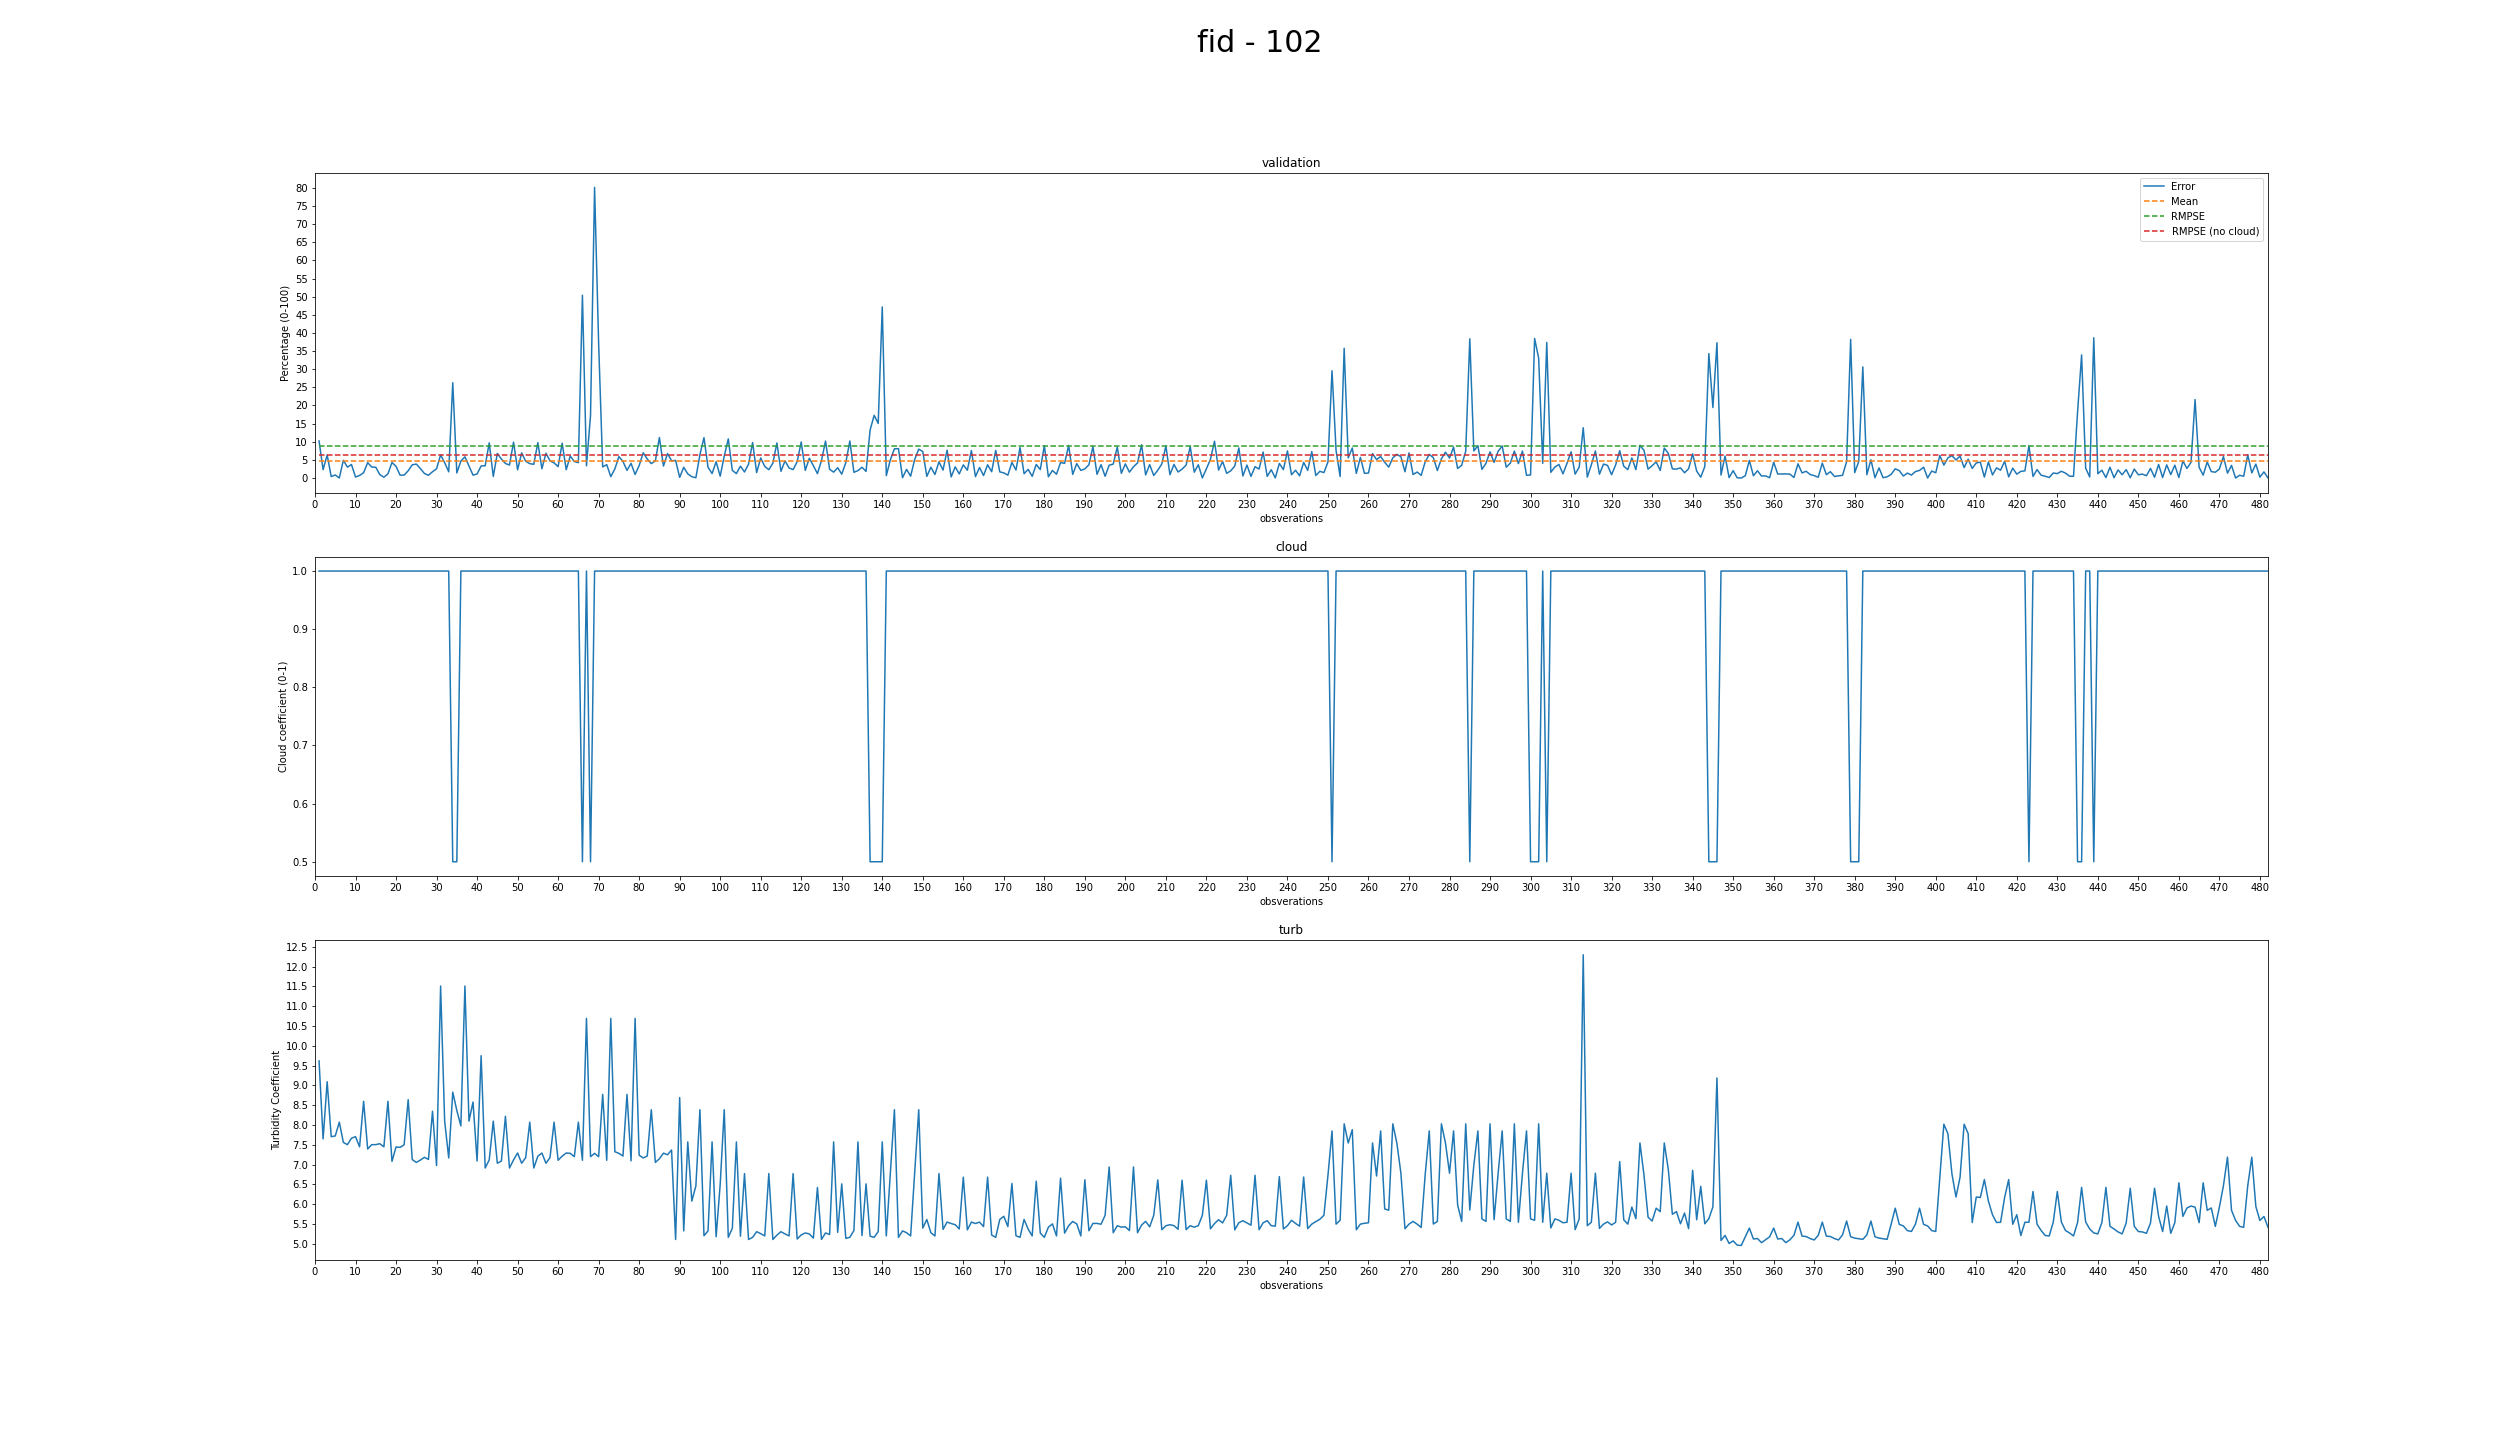 fid - 102
validation
Percentage (0-100)
80
75
70
65
60
55
50
45
40
35
30
25
20
15
10
5
0
Error
Mean
RMPSE
RMPSE (no cloud)
0 10 20 30 40 50 60 70 80 90 100 110 120 130 140 150 160 170 180 190 200 210 220 230 240 250 260 270 280 290 300 310 320 330 340 350 360 370 380 390 400 410 420 430 440 450 460 470 480
obsverations
cloud
Cloud coefficient (0-1)
1.0
0.9
0.8
0.7
0.6
0.5
0 10 20 30 40 50 60 70 80 90 100 110 120 130 140 150 160 170 180 190 200 210 220 230 240 250 260 270 280 290 300 310 320 330 340 350 360 370 380 390 400 410 420 430 440 450 460 470 480
obsverations
turb
Turbidity Coefficient
12.5
12.0
11.5
11.0
10.5
10.0
9.5
9.0
8.5
8.0
7.5
7.0
6.5
6.0
5.5
5.0
0 10 20 30 40 50 60 70 80 90 100 110 120 130 140 150 160 170 180 190 200 210 220 230 240 250 260 270 280 290 300 310 320 330 340 350 360 370 380 390 400 410 420 430 440 450 460 470 480
obsverations